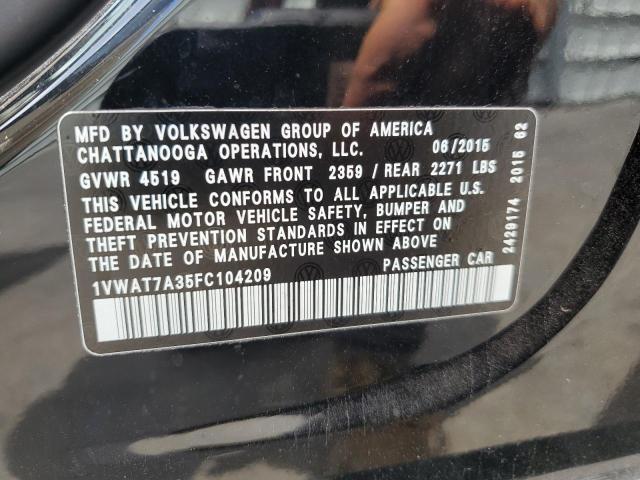 MFD BY VOLKSWAGEN GROUP OF AMERICA
CHATTANOOGA OPERATIONS, LLC. 06/2015
GVWR 4519 GAWR FRONT 2359 / REAR 2271 LBS
THIS VEHICLE CONFORMS TO ALL APPLICABLE U.S.
FEDERAL MOTOR VEHICLE SAFETY, BUMPER AND
THEFT PREVENTION STANDARDS IN EFFECT ON
THE DATE OF MANUFACTURE SHOWN ABOVE
1VWAT7A35FC104209 PASSENGER CAR
2429174 2015 62